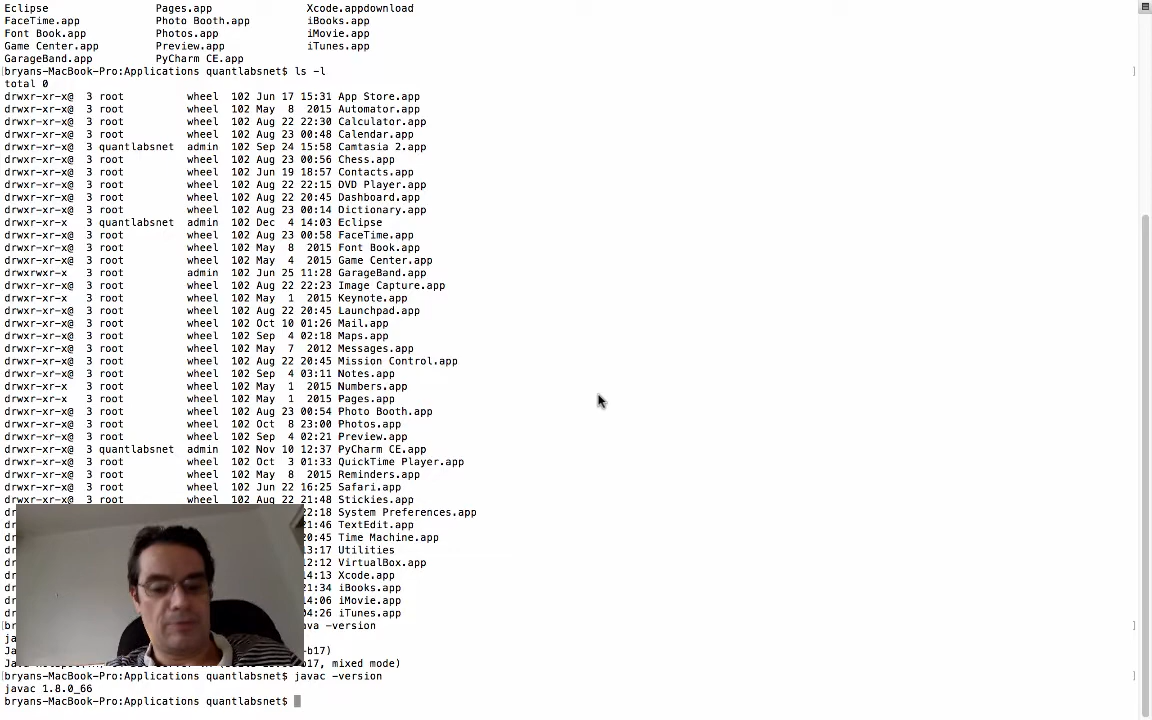 Eclipse Pages.app Xcode.appdownload
FaceTime.app Photo Booth.app iBooks.app
Font Book.app Photos.app iMovie.app
Game Center.app Preview.app iTunes.app
GarageBand.app PyCharm CE.app
[bryans-MacBook-Pro:Applications quantlabsnet$ ls -l ]
total 0
drwxr-xr-x@ 3 root wheel 102 Jun 17 15:31 App Store.app
drwxr-xr-x@ 3 root wheel 102 May 8 2015 Automator.app
drwxr-xr-x@ 3 root wheel 102 Aug 22 22:30 Calculator.app
drwxr-xr-x@ 3 root wheel 102 Aug 23 00:48 Calendar.app
drwxr-xr-x@ 3 quantlabsnet admin 102 Sep 24 15:58 Camtasia 2.app
drwxr-xr-x@ 3 root wheel 102 Aug 23 00:56 Chess.app
drwxr-xr-x@ 3 root wheel 102 Jun 19 18:57 Contacts.app
drwxr-xr-x@ 3 root wheel 102 Aug 22 22:15 DVD Player.app
drwxr-xr-x@ 3 root wheel 102 Aug 22 20:45 Dashboard.app
drwxr-xr-x@ 3 root wheel 102 Aug 23 00:14 Dictionary.app
drwxr-xr-x 3 quantlabsnet admin 102 Dec 4 14:03 Eclipse
drwxr-xr-x@ 3 root wheel 102 Aug 23 00:58 FaceTime.app
drwxr-xr-x@ 3 root wheel 102 May 8 2015 Font Book.app
drwxr-xr-x@ 3 root wheel 102 May 4 2015 Game Center.app
drwxrwxr-x 3 root admin 102 Jun 25 11:28 GarageBand.app
drwxr-xr-x@ 3 root wheel 102 Aug 22 22:23 Image Capture.app
drwxr-xr-x 3 root wheel 102 May 1 2015 Keynote.app
drwxr-xr-x@ 3 root wheel 102 Aug 22 20:45 Launchpad.app
drwxr-xr-x@ 3 root wheel 102 Oct 10 01:26 Mail.app
drwxr-xr-x@ 3 root wheel 102 Sep 4 02:18 Maps.app
drwxr-xr-x@ 3 root wheel 102 May 7 2012 Messages.app
drwxr-xr-x@ 3 root wheel 102 Aug 22 20:45 Mission Control.app
drwxr-xr-x@ 3 root wheel 102 Sep 4 03:11 Notes.app
drwxr-xr-x 3 root wheel 102 May 1 2015 Numbers.app
drwxr-xr-x 3 root wheel 102 May 1 2015 Pages.app
drwxr-xr-x@ 3 root wheel 102 Aug 23 00:54 Photo Booth.app
drwxr-xr-x@ 3 root wheel 102 Oct 8 23:00 Photos.app
drwxr-xr-x@ 3 root wheel 102 Sep 4 02:21 Preview.app
drwxr-xr-x@ 3 quantlabsnet admin 102 Nov 10 12:37 PyCharm CE.app
drwxr-xr-x@ 3 root wheel 102 Oct 3 01:33 QuickTime Player.app
drwxr-xr-x@ 3 root wheel 102 May 8 2015 Reminders.app
drwxr-xr-x@ 3 root wheel 102 Jun 22 16:25 Safari.app
drwxr-xr-x@ 3 root wheel 102 Aug 22 21:48 Stickies.app
dr 22:18 System Preferences.app
dr 21:46 TextEdit.app
dr 20:45 Time Machine.app
dr 13:17 Utilities
dr 12:12 VirtualBox.app
dr 14:13 Xcode.app
dr 21:34 iBooks.app
dr 14:06 iMovie.app
dr 04:26 iTunes.app
[br ava -version ]
ja
Ja -b17)
b17, mixed mode)
[bryans-MacBook-Pro:Applications quantlabsnet$ javac -version ]
javac 1.8.0_66
bryans-MacBook-Pro:Applications quantlabsnet$